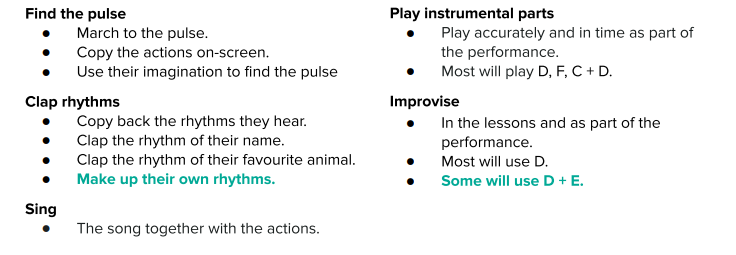 Find the pulse
● March to the pulse.
● Copy the actions on-screen.
● Use their imagination to find the pulse
Clap rhythms
● Copy back the rhythms they hear.
● Clap the rhythm of their name.
● Clap the rhythm of their favourite animal.
● Make up their own rhythms.
Sing
● The song together with the actions.
Play instrumental parts
● Play accurately and in time as part of
the performance.
● Most will play D, F, C + D.
Improvise
● In the lessons and as part of the
performance.
● Most will use D.
● Some will use D + E.